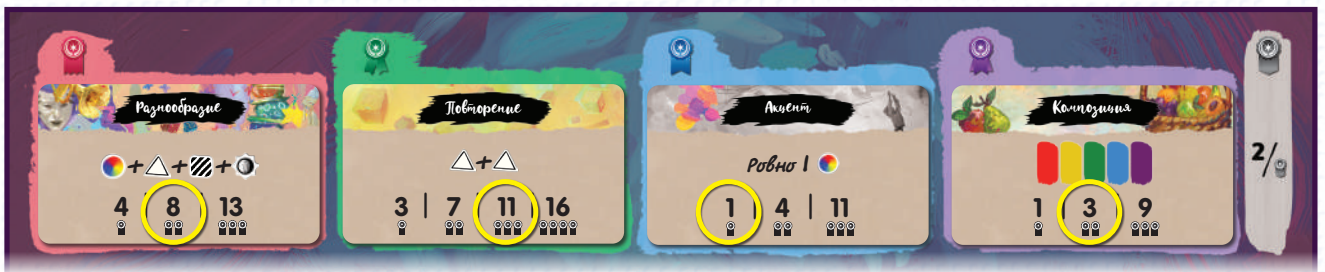 Разнообразие
4 | 8 | 13
Повторение
3 | 7 | 11 | 16
Акцент
Ровно 1
1 | 4 | 11
Композиция
1 | 3 | 9
2/